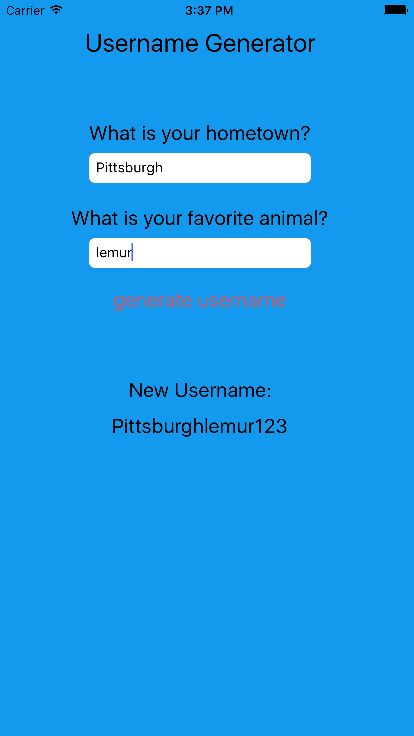 Carrier 3:37 PM
Username Generator
What is your hometown?
Pittsburgh
What is your favorite animal?
lemur
generate username
New Username:
Pittsburghlemur123